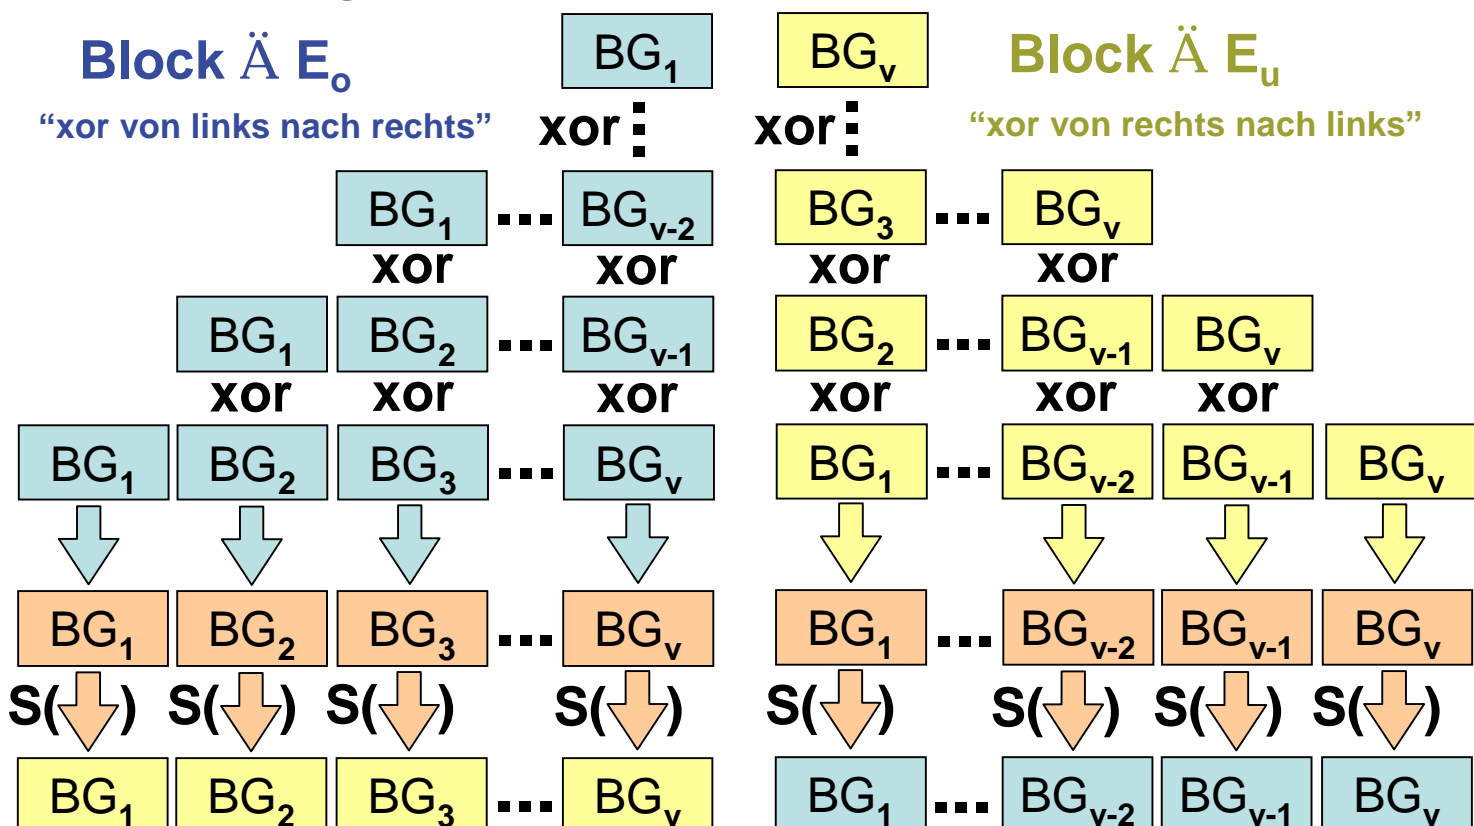 Block Ä Eo
“xor von links nach rechts”
BG1
BGv
Block Ä Eu
“xor von rechts nach links”
xor xor
BG1 BGv-2 BG3 BGv
xor xor xor xor
BG1 BG2 BGv-1 BG2 BGv-1 BGv
xor xor xor xor xor xor
BG1 BG2 BG3 BGv BG1 BGv-2 BGv-1 BGv
BG1 BG2 BG3 BGv BG1 BGv-2 BGv-1 BGv
S( ) S( ) S( ) S( ) S( ) S( ) S( ) S( )
BG1 BG2 BG3 BGv BG1 BGv-2 BGv-1 BGv